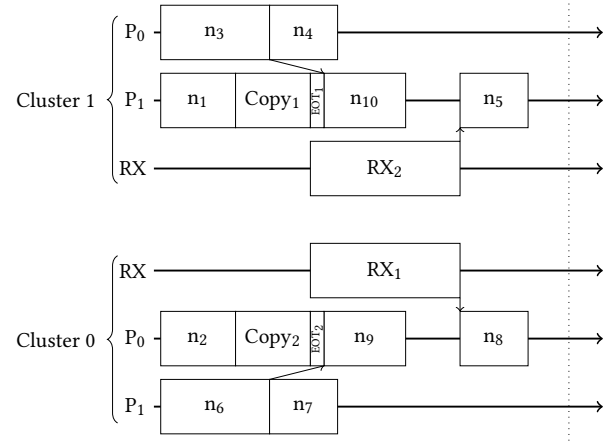 P₀ n₃ n₄
Cluster 1 P₁ n₁ Copy₁ EOT₁ n₁₀ n₅
RX RX₂
RX RX₁
Cluster 0 P₀ n₂ Copy₂ EOT₂ n₉ n₈
P₁ n₆ n₇